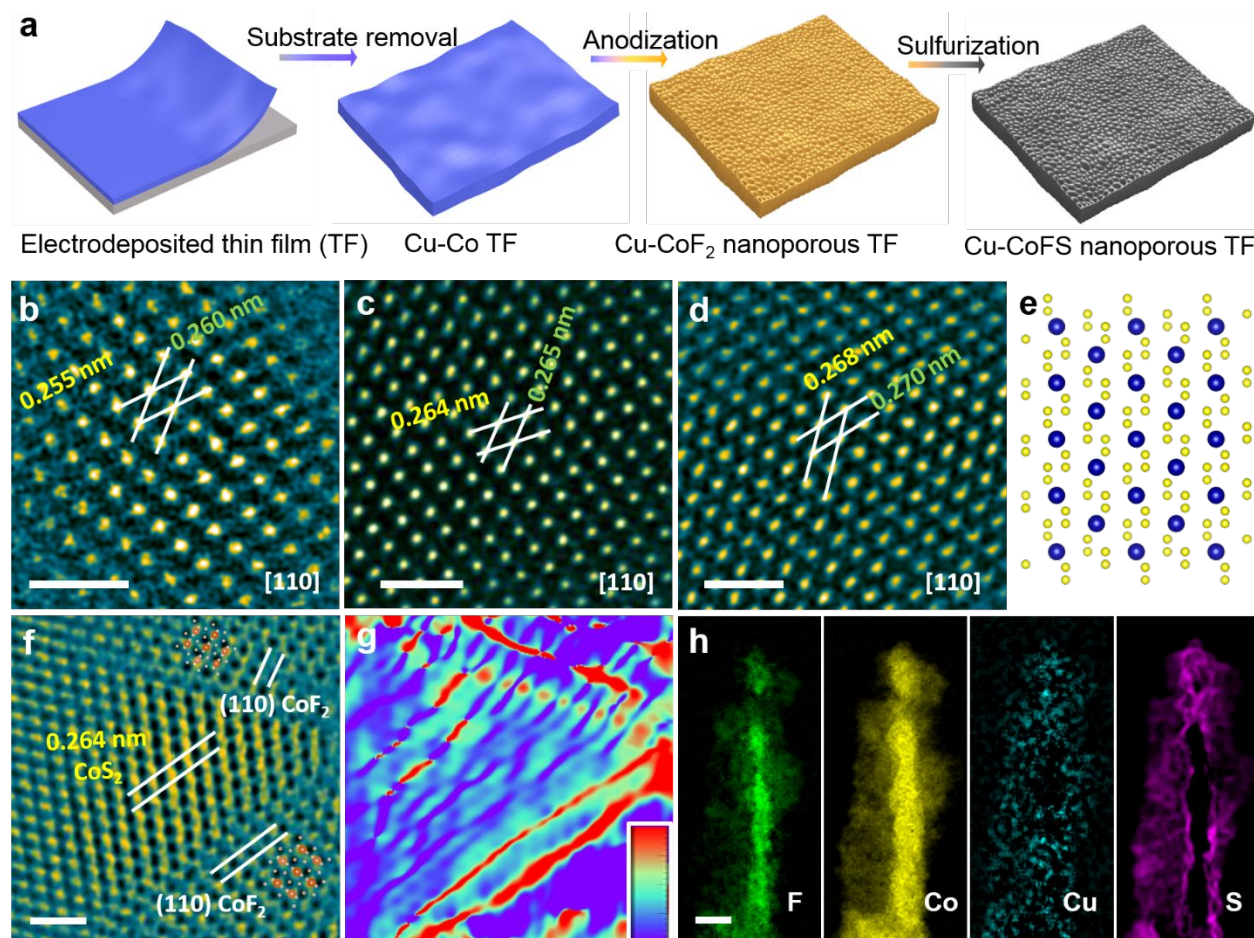 a
Substrate removal
Anodization
Sulfurization
Electrodeposited thin film (TF)
Cu-Co TF
Cu-CoF₂ nanoporous TF
Cu-CoFS nanoporous TF
b
0.255 nm
0.260 nm
[110]
c
0.264 nm
0.265 nm
[110]
d
0.268 nm
0.270 nm
[110]
e
f
(110) CoF₂
0.264 nm
CoS₂
(110) CoF₂
g
h
F
Co
Cu
S